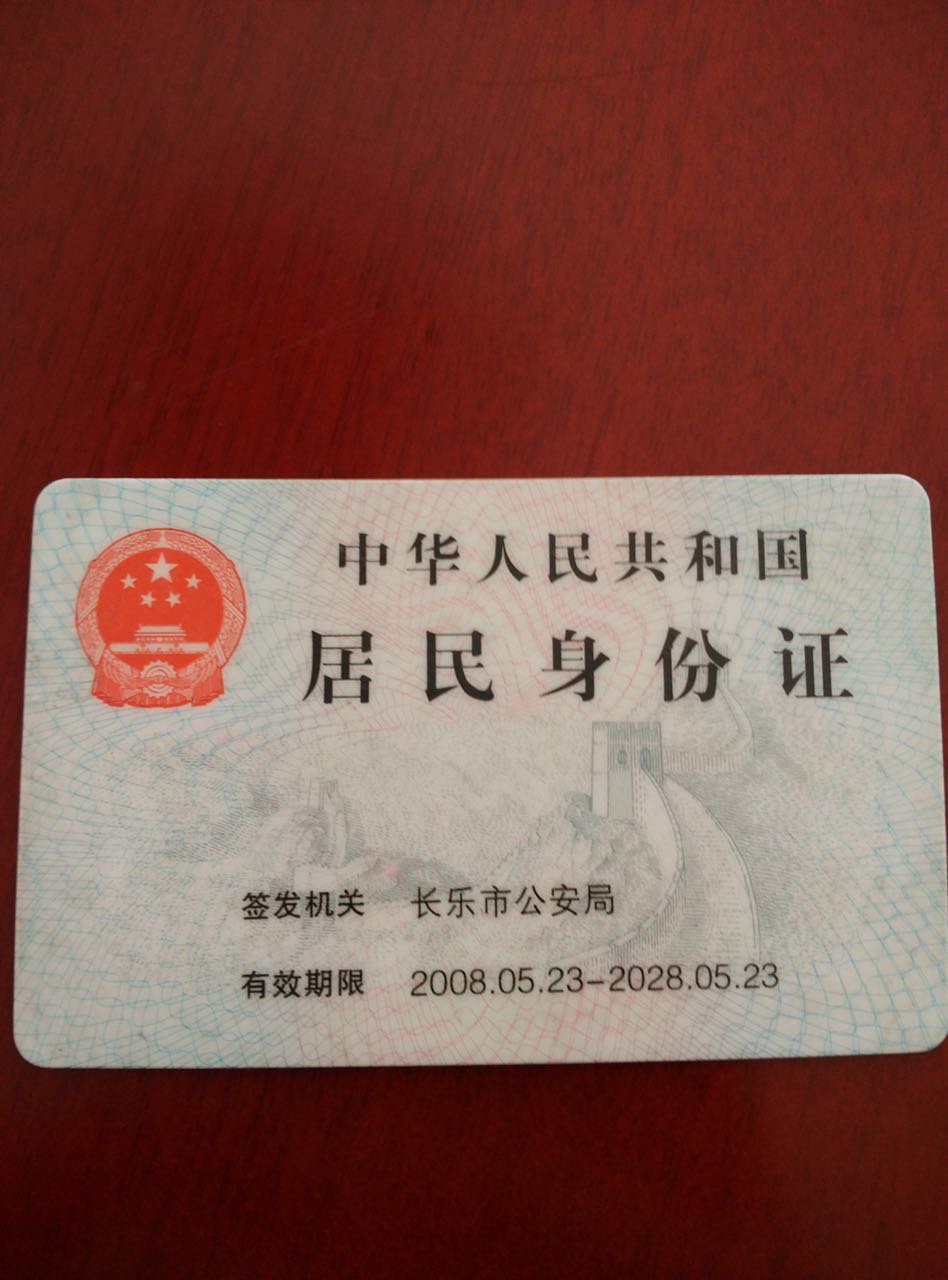 中华人民共和国
居民身份证
签发机关 长乐市公安局
有效期限 2008.05.23-2028.05.23